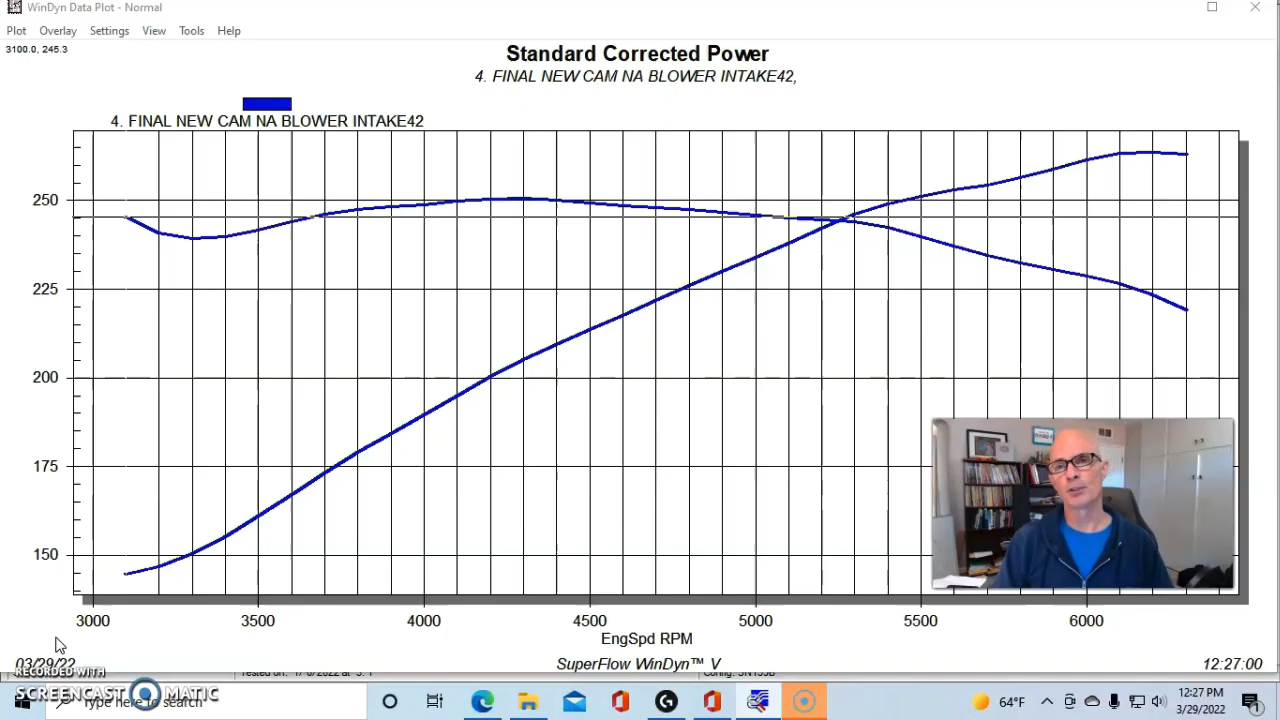 WinDyn Data Plot - Normal
Plot Overlay Settings View Tools Help
3100.0, 245.3
Standard Corrected Power
4. FINAL NEW CAM NA BLOWER INTAKE42,
4. FINAL NEW CAM NA BLOWER INTAKE42
250
225
200
175
150
3000 3500 4000 4500 5000 5500 6000
EngSpd RPM
03/29/22 SuperFlow WinDyn™ V 12:27:00
RECORDED WITH
SCREENCAST MATIC
Type here to search
64°F
12:27 PM
3/29/2022
1